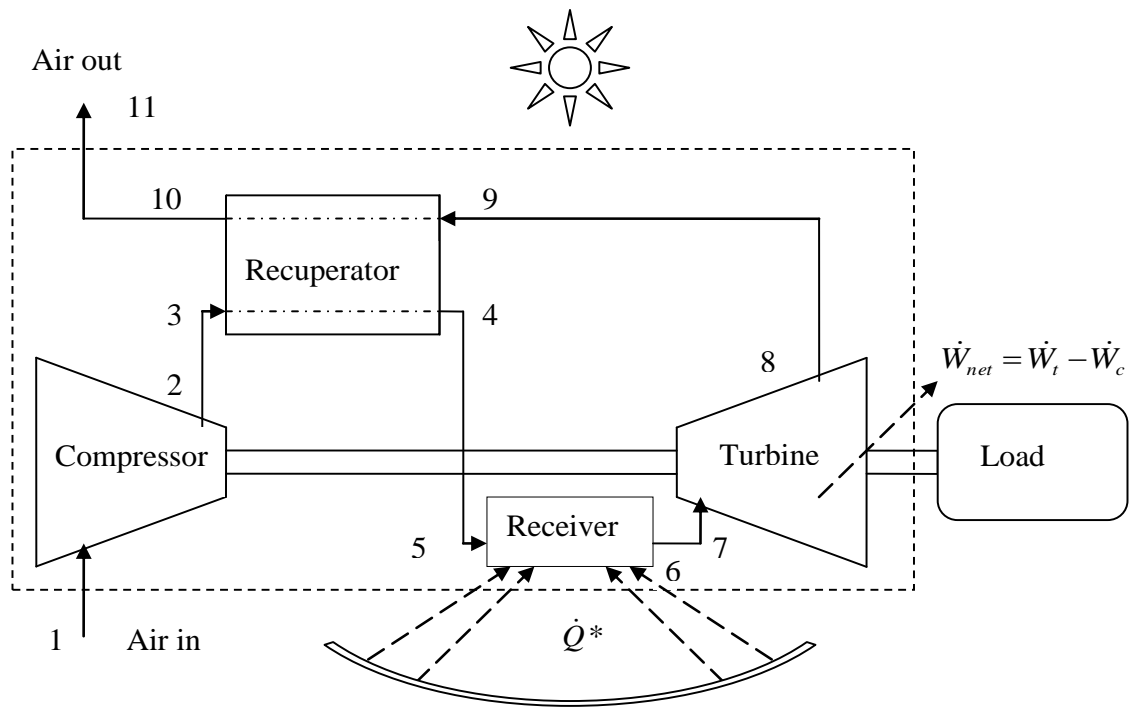 Air out
11
10
9
Recuperator
3
4
2
8
Ẇnet = Ẇt − Ẇc
Compressor
Turbine
Load
Receiver
5
7
6
1
Air in
Q̇*